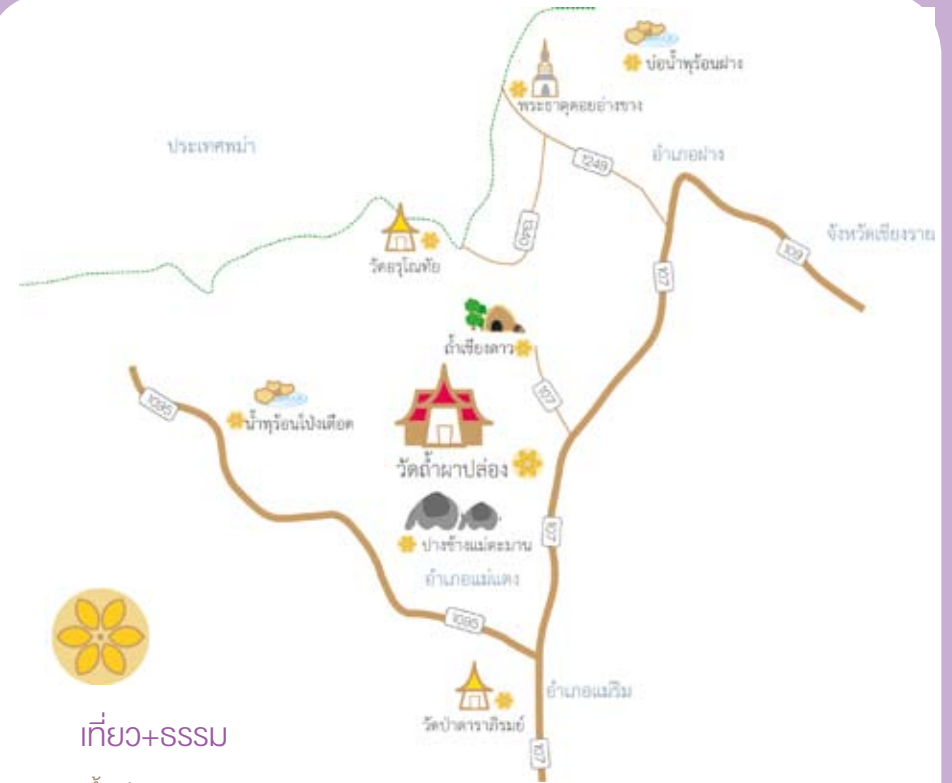 บ่อน้ำพุร้อนฝาง
พระธาตุดอยอ่างขาง
ประเทศพม่า
1249
อำเภอฝาง
1340
จังหวัดเชียงราย
109
วัดอรุโณทัย
107
ถ้ำเชียงดาว
107
1095
น้ำพุร้อนโป่งเดือด
วัดถ้ำผาปล่อง
107
ปางช้างแม่ตะมาน
อำเภอแม่แตง
1095
อำเภอแม่ริม
วัดป่าดาราภิรมย์
107
เที่ยว+ธรรม